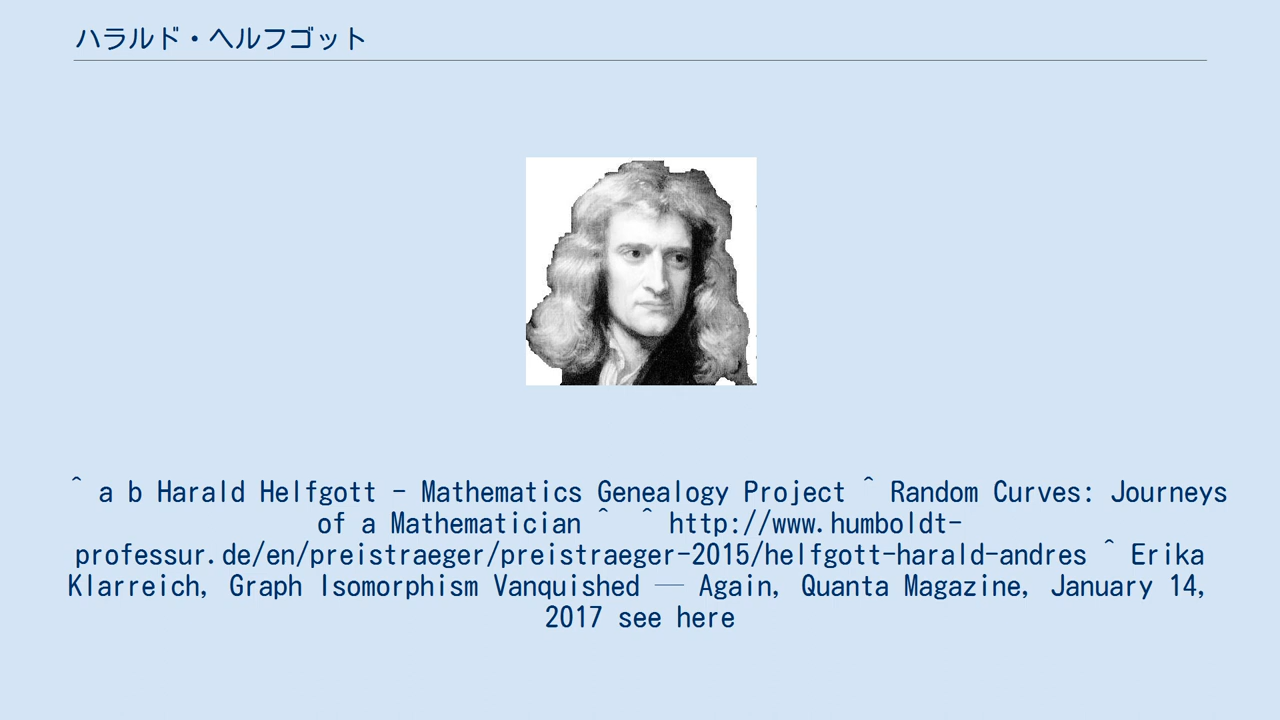 ハラルド・ヘルフゴット
^ a b Harald Helfgott - Mathematics Genealogy Project ^ Random Curves: Journeys
of a Mathematician ^ ^ http://www.humboldt-
professur.de/en/preistraeger/preistraeger-2015/helfgott-harald-andres ^ Erika
Klarreich, Graph Isomorphism Vanquished — Again, Quanta Magazine, January 14,
2017 see here